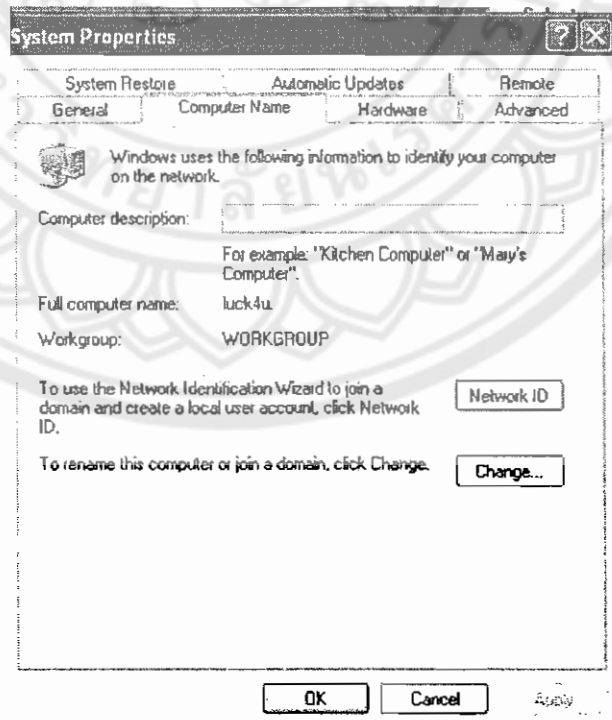 System Properties
System Restore Automatic Updates Remote
General Computer Name Hardware Advanced
Windows uses the following information to identify your computer
on the network.
Computer description:
For example: "Kitchen Computer" or "Mary's
Computer".
Full computer name: luck4u.
Workgroup: WORKGROUP
To use the Network Identification Wizard to join a
domain and create a local user account, click Network
ID.
Network ID
To rename this computer or join a domain, click Change.
Change...
OK Cancel Apply